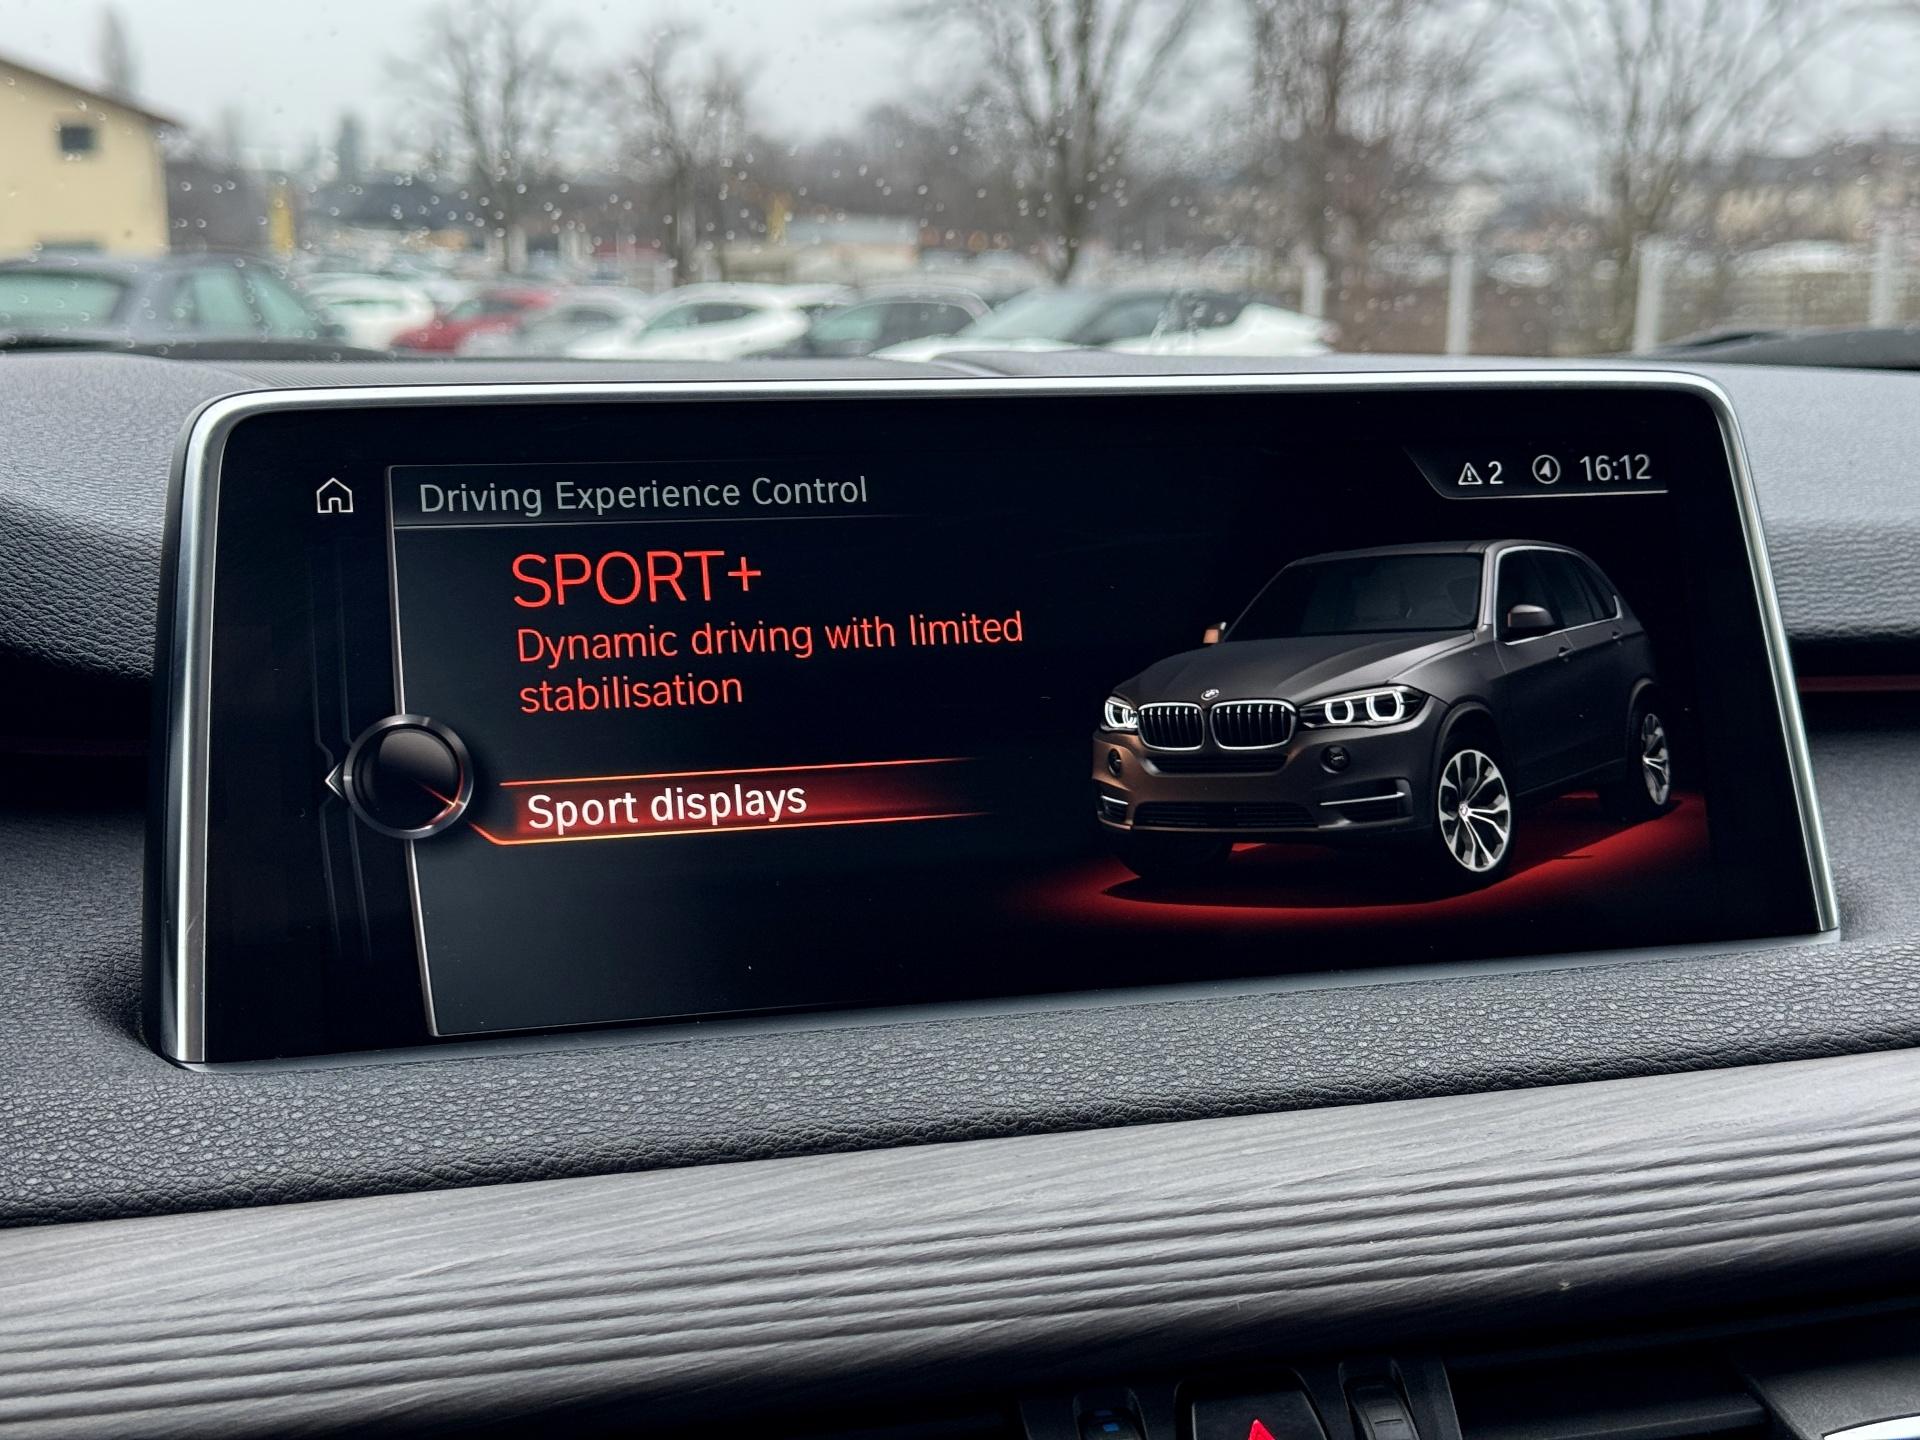 Driving Experience Control
2 16:12
SPORT+
Dynamic driving with limited
stabilisation
Sport displays